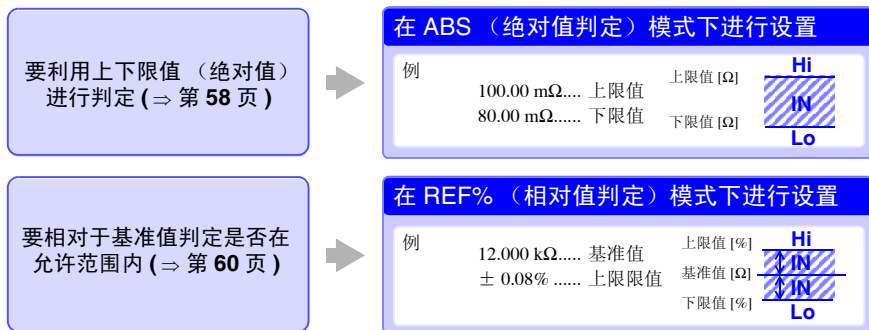 要利用上下限值 （绝对值）
进行判定 ( ⇒ 第 58 页 )
在 ABS （绝对值判定）模式下进行设置
例
100.00 mΩ.... 上限值
80.00 mΩ...... 下限值
上限值 [Ω]
下限值 [Ω]
Hi
IN
Lo
要相对于基准值判定是否在
允许范围内 ( ⇒ 第 60 页 )
在 REF% （相对值判定）模式下进行设置
例
12.000 kΩ..... 基准值
± 0.08% ...... 上限限值
上限值 [%]
基准值 [Ω]
下限值 [%]
Hi
IN
IN
Lo